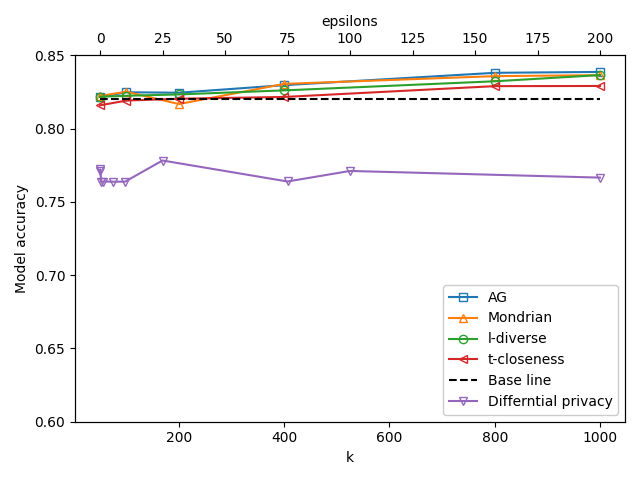 epsilons
0 25 50 75 100 125 150 175 200
0.85
0.80
0.75
0.70
0.65
0.60
Model accuracy
AG
Mondrian
l-diverse
t-closeness
Base line
Differntial privacy
200 400 600 800 1000
k